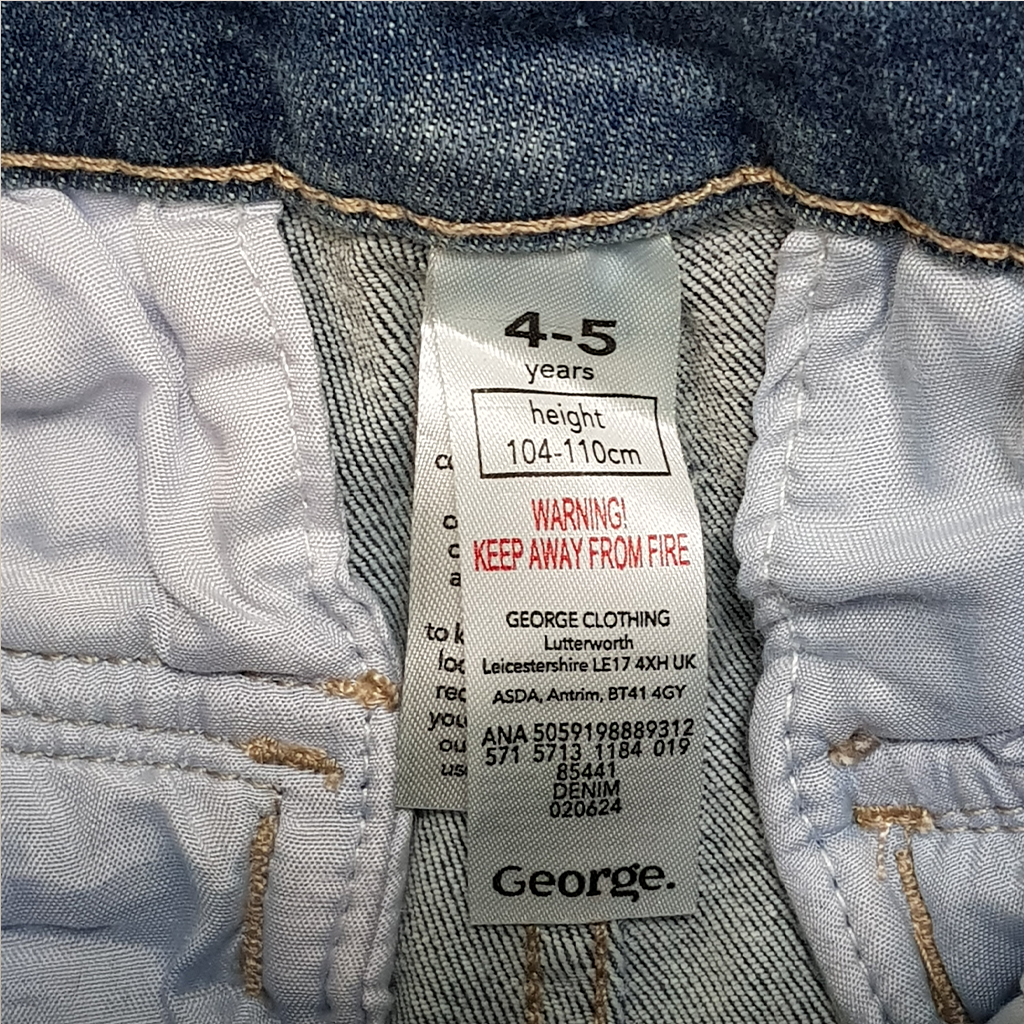 4-5
years
height
104-110cm
WARNING!
KEEP AWAY FROM FIRE
GEORGE CLOTHING
Lutterworth
Leicestershire LE17 4XH UK
ASDA, Antrim, BT41 4GY
ANA 5059198889312
571 5713 1184 019
85441
DENIM
020624
George.
to